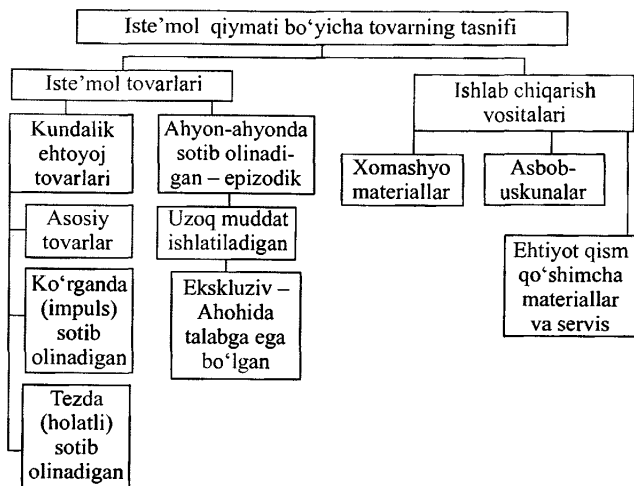 Iste’mol qiymati bo‘yicha tovarning tasnifi
Iste’mol tovarlari
Kundalik
ehtoyoj
tovarlari
Asosiy
tovarlar
Ko‘rganda
(impuls)
sotib
olinadigan
Tezda
(holatli)
sotib
olinadigan
Ahyon-ahyonda
sotib olinadi-
gan – epizodik
Uzoq muddat
ishlatiladigan
Ekskluziv –
Ahohida
talabga ega
bo‘lgan
Ishlab chiqarish
vositalari
Xomashyo
materiallar
Asbob-
uskunalar
Ehtiyot qism
qo‘shimcha
materiallar
va servis